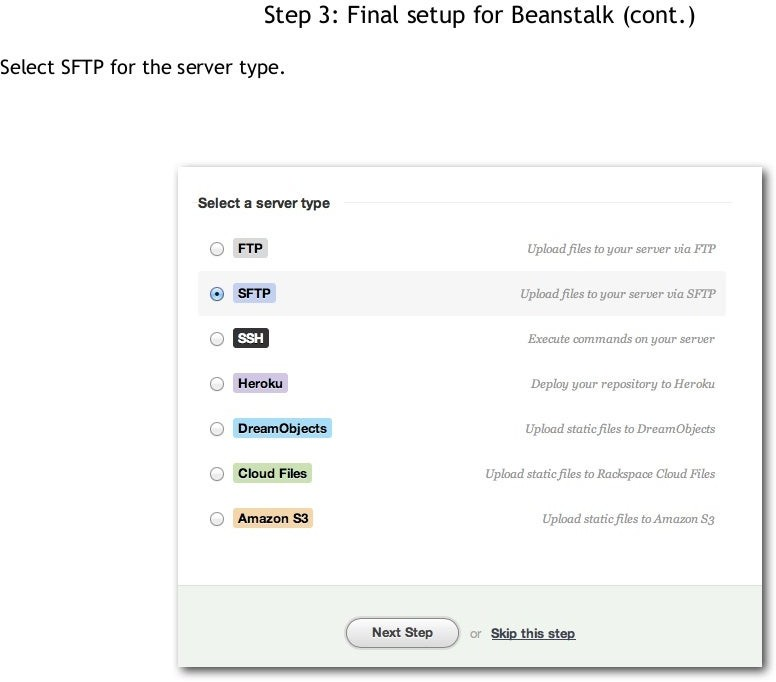 Step 3: Final setup for Beanstalk (cont.)
Select SFTP for the server type.
Select a server type
FTP Upload files to your server via FTP
SFTP Upload files to your server via SFTP
SSH Execute commands on your server
Heroku Deploy your repository to Heroku
DreamObjects Upload static files to DreamObjects
Cloud Files Upload static files to Rackspace Cloud Files
Amazon S3 Upload static files to Amazon S3
Next Step or Skip this step